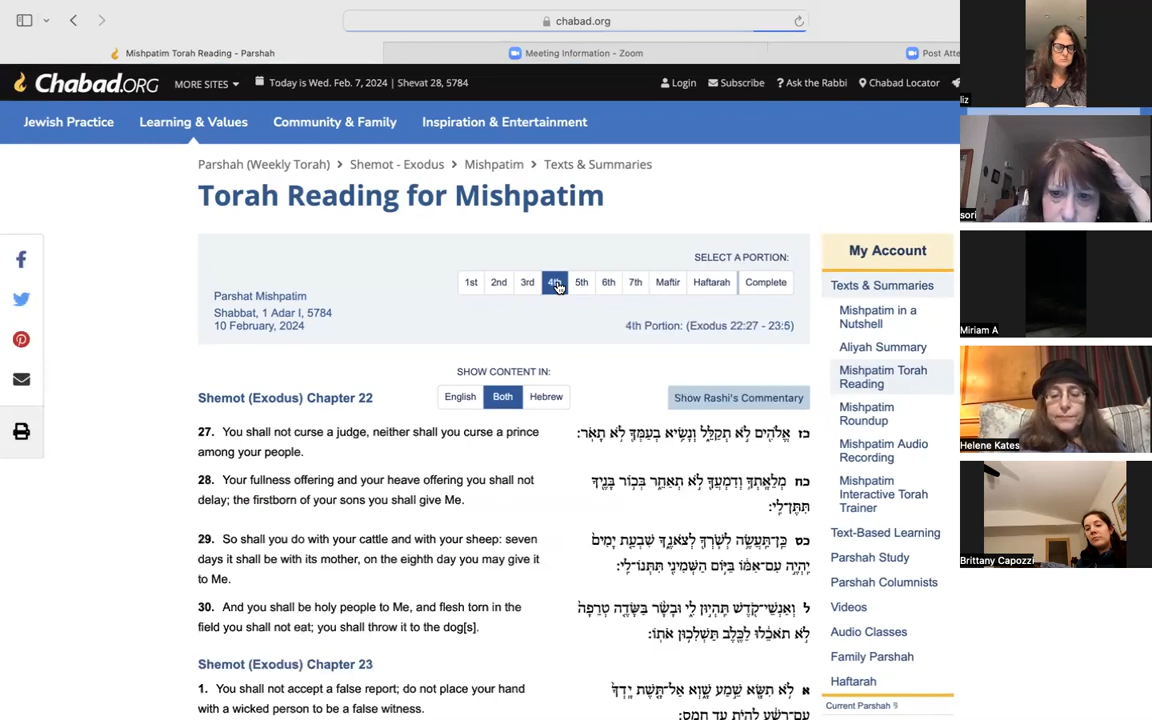 chabad.org
Mishpatim Torah Reading - Parshah
Meeting Information - Zoom
Post Atte
Chabad.ORG
MORE SITES
Today is Wed. Feb. 7, 2024 | Shevat 28, 5784
Login
Subscribe
? Ask the Rabbi
Chabad Locator
Jewish Practice
Learning & Values
Community & Family
Inspiration & Entertainment
Parshah (Weekly Torah) > Shemot - Exodus > Mishpatim > Texts & Summaries
Torah Reading for Mishpatim
SELECT A PORTION:
1st 2nd 3rd 4th 5th 6th 7th Maftir Haftarah Complete
Parshat Mishpatim
Shabbat, 1 Adar I, 5784
10 February, 2024
4th Portion: (Exodus 22:27 - 23:5)
SHOW CONTENT IN:
English Both Hebrew
Show Rashi's Commentary
Shemot (Exodus) Chapter 22
27. You shall not curse a judge, neither shall you curse a prince
among your people.
כז אֱלֹהִ֖ים לֹ֣א תְקַלֵּ֑ל וְנָשִׂ֥יא בְעַמְּךָ֖ לֹ֥א תָאֹֽר:
28. Your fullness offering and your heave offering you shall not
delay; the firstborn of your sons you shall give Me.
כח מְלֵֽאָתְךָ֥ וְדִמְעֲךָ֖ לֹ֣א תְאַחֵ֑ר בְּכ֥וֹר בָּנֶ֖יךָ
תִּתֶּן־לִֽי:
29. So shall you do with your cattle and with your sheep: seven
days it shall be with its mother, on the eighth day you may give it
to Me.
כט כֵּֽן־תַּעֲשֶׂ֥ה לְשֹֽׁרְךָ֖ לְצֹאנֶ֑ךָ שִׁבְעַ֤ת יָמִים֙
יִֽהְיֶ֣ה עִם־אִמּ֔וֹ בַּיּ֥וֹם הַשְּׁמִינִ֖י תִּתְּנוֹ־לִֽי:
30. And you shall be holy people to Me, and flesh torn in the
field you shall not eat; you shall throw it to the dog[s].
ל וְאַנְשֵׁי־קֹ֖דֶשׁ תִּֽהְי֣וּן לִ֑י וּבָשָׂ֨ר בַּשָּׂדֶ֤ה טְרֵפָה֙
לֹ֣א תֹאכֵ֔לוּ לַכֶּ֖לֶב תַּשְׁלִכ֥וּן אֹתֽוֹ:
Shemot (Exodus) Chapter 23
1. You shall not accept a false report; do not place your hand
with a wicked person to be a false witness.
א לֹ֥א תִשָּׂ֖א שֵׁ֣מַע שָׁ֑וְא אַל־תָּ֤שֶׁת יָֽדְךָ֙
עִם־רָשָׁ֔ע לִֽהְיֹ֖ת עֵ֥ד חָמָֽס:
My Account
Texts & Summaries
Mishpatim in a
Nutshell
Aliyah Summary
Mishpatim Torah
Reading
Mishpatim
Roundup
Mishpatim Audio
Recording
Mishpatim
Interactive Torah
Trainer
Text-Based Learning
Parshah Study
Parshah Columnists
Videos
Audio Classes
Family Parshah
Haftarah
Current Parshah
liz
sori
Miriam A
Helene Kates
Brittany Capozzi